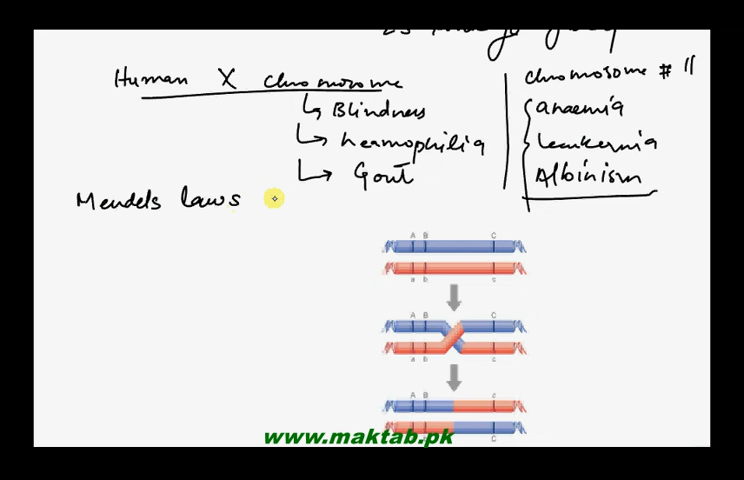 Human X chromosome
Blindness
haemophilia
Gout
chromosome # 11
anaemia
Leukemia
Albinism
Mendels laws
A B C
a b c
A B C
a b c
A B c
a b C
www.maktab.pk